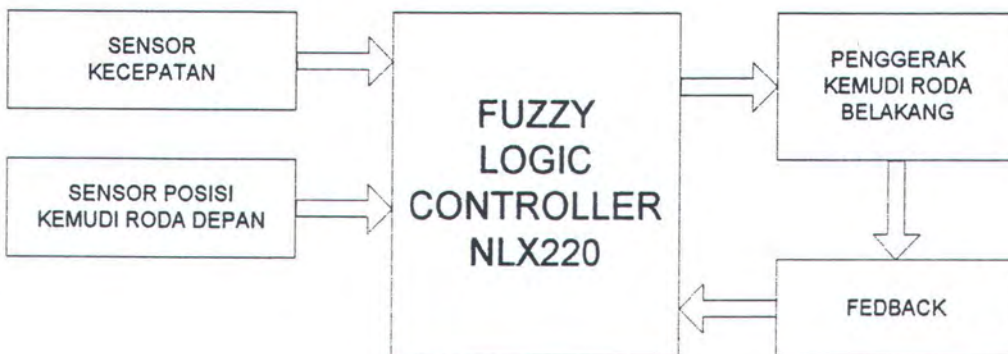 SENSOR
KECEPATAN
SENSOR POSISI
KEMUDI RODA DEPAN
FUZZY
LOGIC
CONTROLLER
NLX220
PENGGERAK
KEMUDI RODA
BELAKANG
FEDBACK